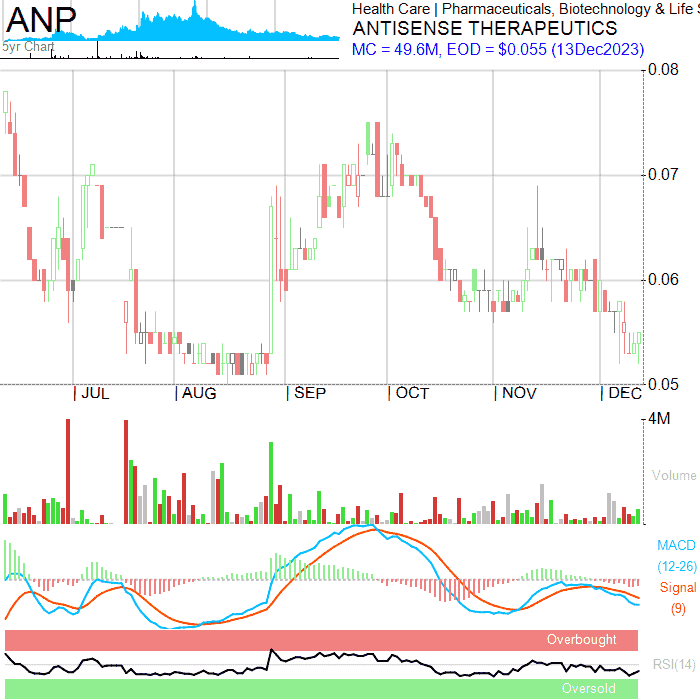 ANP
5yr Chart
Health Care | Pharmaceuticals, Biotechnology & Life S
ANTISENSE THERAPEUTICS
MC = 49.6M, EOD = $0.055 (13Dec2023)
0.08
0.07
0.06
0.05
| JUL | AUG | SEP | OCT | NOV | DEC
4M
Volume
MACD
(12-26)
Signal
(9)
Overbought
RSI(14)
Oversold